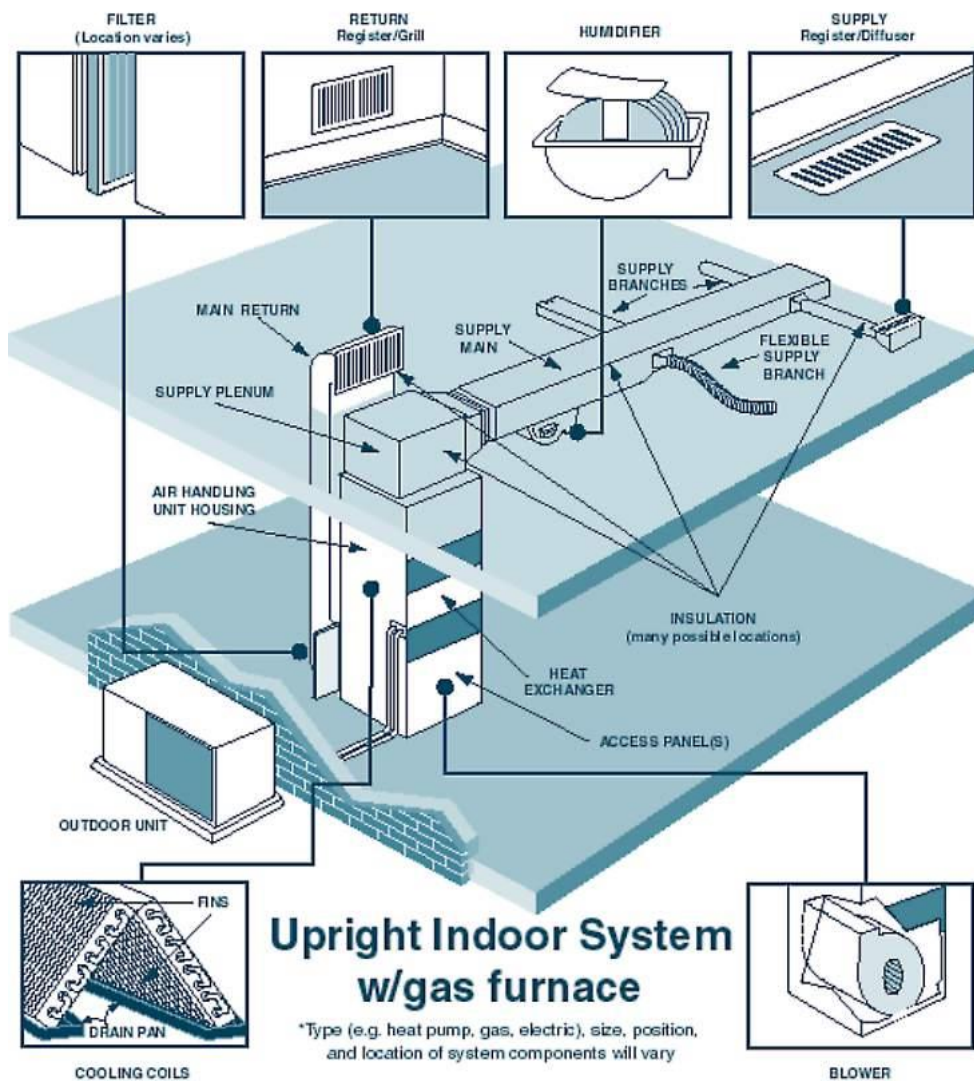 FILTER
(Location varies)
RETURN
Register/Grill
HUMIDIFIER
SUPPLY
Register/Diffuser
MAIN RETURN
SUPPLY
BRANCHES
SUPPLY
MAIN
FLEXIBLE
SUPPLY
BRANCH
SUPPLY PLENUM
AIR HANDLING
UNIT HOUSING
INSULATION
(many possible locations)
HEAT
EXCHANGER
ACCESS PANEL(S)
OUTDOOR UNIT
FINS
DRAIN PAN
COOLING COILS
Upright Indoor System
w/gas furnace
*Type (e.g. heat pump, gas, electric), size, position,
and location of system components will vary
BLOWER